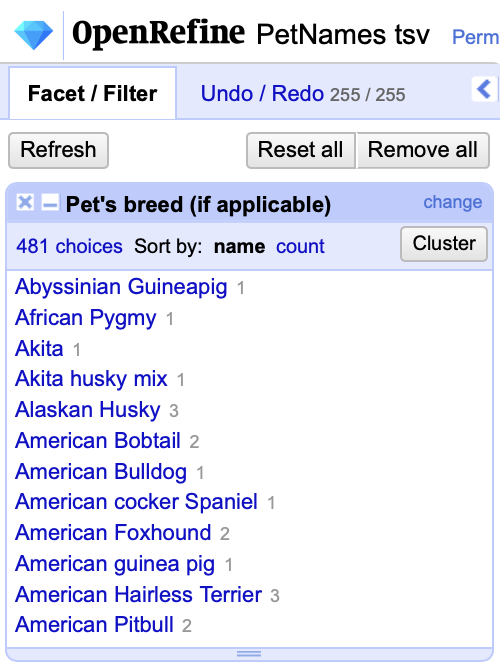 OpenRefine PetNames tsv Perm
Facet / Filter Undo / Redo 255 / 255
Refresh Reset all Remove all
Pet's breed (if applicable) change
481 choices Sort by: name count Cluster
Abyssinian Guineapig 1
African Pygmy 1
Akita 1
Akita husky mix 1
Alaskan Husky 3
American Bobtail 2
American Bulldog 1
American cocker Spaniel 1
American Foxhound 2
American guinea pig 1
American Hairless Terrier 3
American Pitbull 2